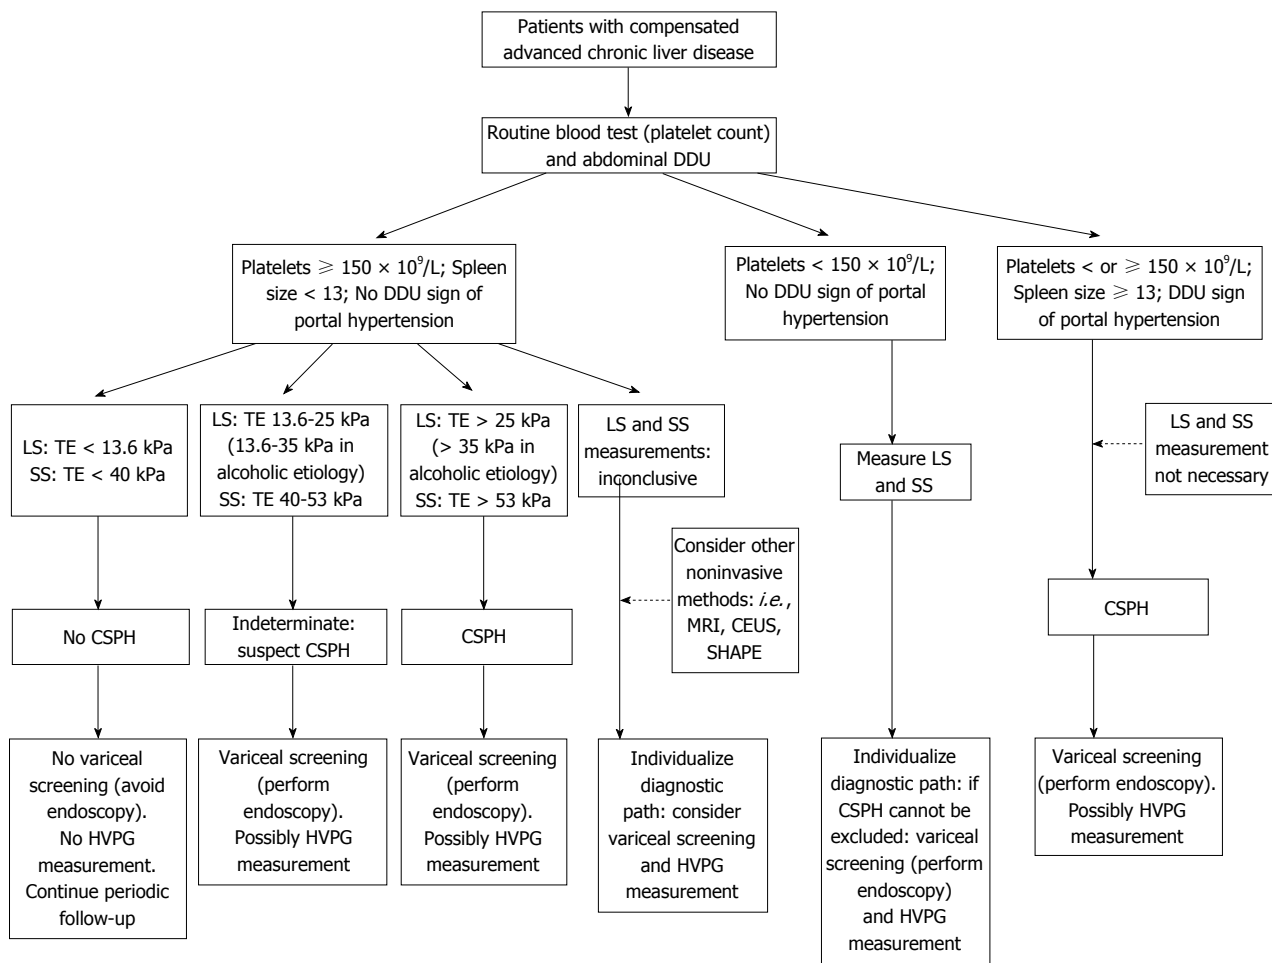 Patients with compensated
advanced chronic liver disease
Routine blood test (platelet count)
and abdominal DDU
Platelets ⩾ 150 × 10⁹/L; Spleen
size < 13; No DDU sign of
portal hypertension
Platelets < 150 × 10⁹/L;
No DDU sign of portal
hypertension
Platelets < or ⩾ 150 × 10⁹/L;
Spleen size ⩾ 13; DDU sign
of portal hypertension
LS: TE < 13.6 kPa
SS: TE < 40 kPa
LS: TE 13.6-25 kPa
(13.6-35 kPa in
alcoholic etiology)
SS: TE 40-53 kPa
LS: TE > 25 kPa
(> 35 kPa in
alcoholic etiology)
SS: TE > 53 kPa
LS and SS
measurements:
inconclusive
Measure LS
and SS
LS and SS
measurement
not necessary
Consider other
noninvasive
methods: i.e.,
MRI, CEUS,
SHAPE
No CSPH
Indeterminate:
suspect CSPH
CSPH
CSPH
No variceal
screening (avoid
endoscopy).
No HVPG
measurement.
Continue periodic
follow-up
Variceal screening
(perform
endoscopy).
Possibly HVPG
measurement
Variceal screening
(perform
endoscopy).
Possibly HVPG
measurement
Individualize
diagnostic
path: consider
variceal screening
and HVPG
measurement
Individualize
diagnostic path: if
CSPH cannot be
excluded: variceal
screening (perform
endoscopy)
and HVPG
measurement
Variceal screening
(perform endoscopy).
Possibly HVPG
measurement